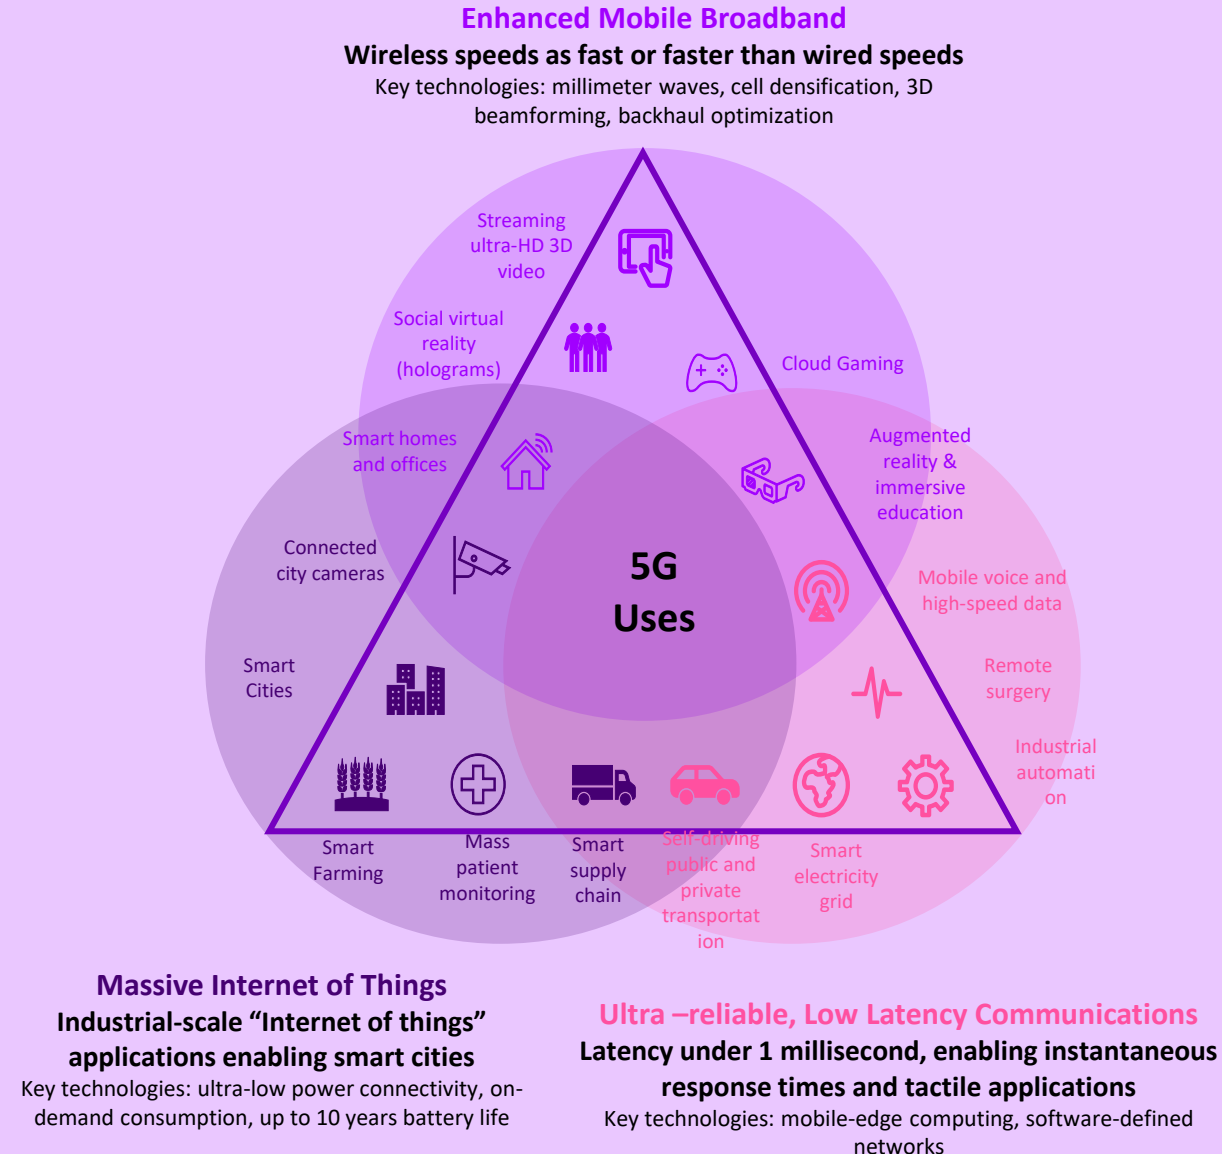 Enhanced Mobile Broadband
Wireless speeds as fast or faster than wired speeds
Key technologies: millimeter waves, cell densification, 3D
beamforming, backhaul optimization
Streaming
ultra-HD 3D
video
Social virtual
reality
(holograms)
Cloud Gaming
Smart homes
and offices
Augmented
reality &
immersive
education
Connected
city cameras
5G
Uses
Mobile voice and
high-speed data
Smart
Cities
Remote
surgery
Industrial
automati
on
Smart
Farming
Mass
patient
monitoring
Smart
supply
chain
Self-driving
public and
private
transportat
ion
Smart
electricity
grid
Massive Internet of Things
Industrial-scale “Internet of things”
applications enabling smart cities
Key technologies: ultra-low power connectivity, on-
demand consumption, up to 10 years battery life
Ultra –reliable, Low Latency Communications
Latency under 1 millisecond, enabling instantaneous
response times and tactile applications
Key technologies: mobile-edge computing, software-defined
networks